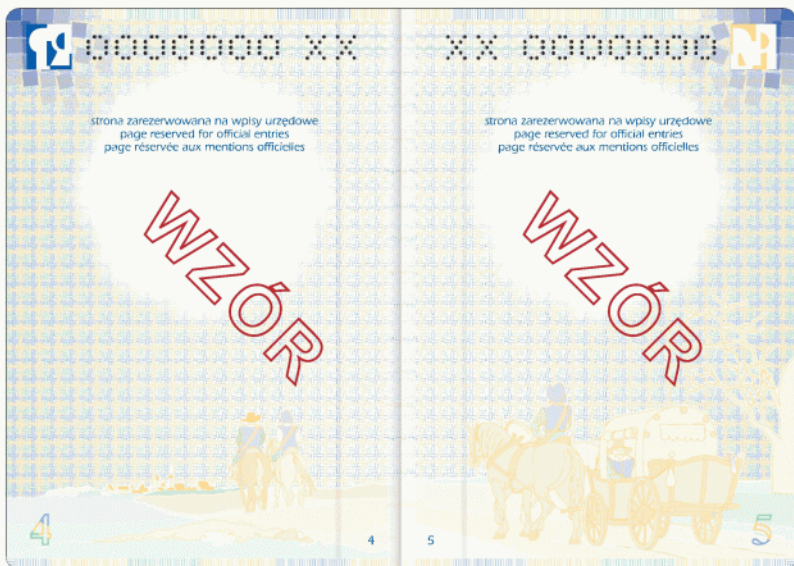 0000000 XX
strona zarezerwowana na wpisy urzędowe
page reserved for official entries
page réservée aux mentions officielles
WZÓR
4
4
XX 0000000
strona zarezerwowana na wpisy urzędowe
page reserved for official entries
page réservée aux mentions officielles
WZÓR
5
5